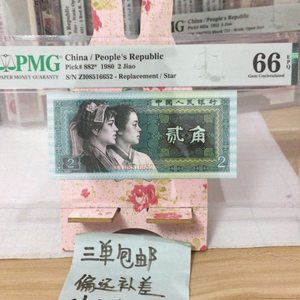 PMG
PAPER MONEY GUARANTY
China / People's Republic
Pick# 882* 1980 2 Jiao
S/N ZJ08516652 - Replacement / Star
66
EPQ
Gem Uncirculated
中国人民银行
贰角
2
2
三单包邮
偏远补差